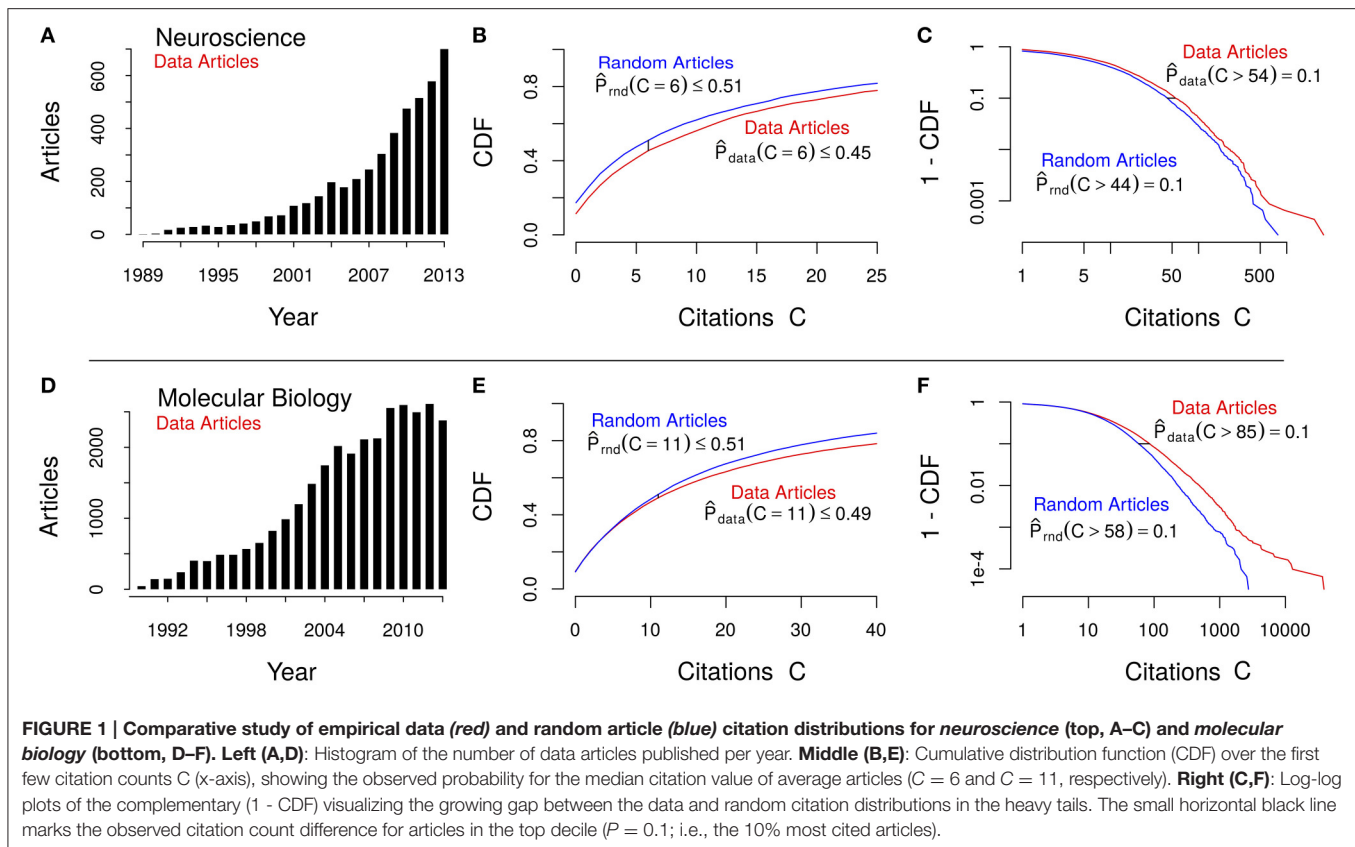 A
Neuroscience
Data Articles
Articles
0
200
400
600
1989
1995
2001
2007
2013
Year
B
CDF
0.0
0.4
0.8
Random Articles
P̂rnd(C = 6) ≤ 0.51
Data Articles
P̂data(C = 6) ≤ 0.45
0
5
10
15
20
25
Citations C
C
1 - CDF
1
0.1
0.001
Data Articles
P̂data(C > 54) = 0.1
Random Articles
P̂rnd(C > 44) = 0.1
1
5
50
500
Citations C
D
Molecular Biology
Data Articles
Articles
0
1000
2000
1992
1998
2004
2010
Year
E
CDF
0.0
0.4
0.8
Random Articles
P̂rnd(C = 11) ≤ 0.51
Data Articles
P̂data(C = 11) ≤ 0.49
0
10
20
30
40
Citations C
F
1 - CDF
1
0.01
1e-4
Data Articles
P̂data(C > 85) = 0.1
Random Articles
P̂rnd(C > 58) = 0.1
1
10
100
1000
10000
Citations C
FIGURE 1 | Comparative study of empirical data (red) and random article (blue) citation distributions for neuroscience (top, A–C) and molecular
biology (bottom, D–F). Left (A,D): Histogram of the number of data articles published per year. Middle (B,E): Cumulative distribution function (CDF) over the first
few citation counts C (x-axis), showing the observed probability for the median citation value of average articles (C = 6 and C = 11, respectively). Right (C,F): Log-log
plots of the complementary (1 - CDF) visualizing the growing gap between the data and random citation distributions in the heavy tails. The small horizontal black line
marks the observed citation count difference for articles in the top decile (P = 0.1; i.e., the 10% most cited articles).